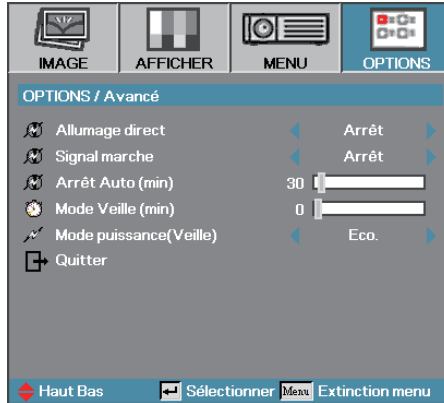 IMAGE AFFICHER MENU OPTIONS
OPTIONS / Avancé
Allumage direct Arrêt
Signal marche Arrêt
Arrêt Auto (min) 30
Mode Veille (min) 0
Mode puissance(Veille) Eco.
Quitter
Haut Bas Sélectionner Menu Extinction menu